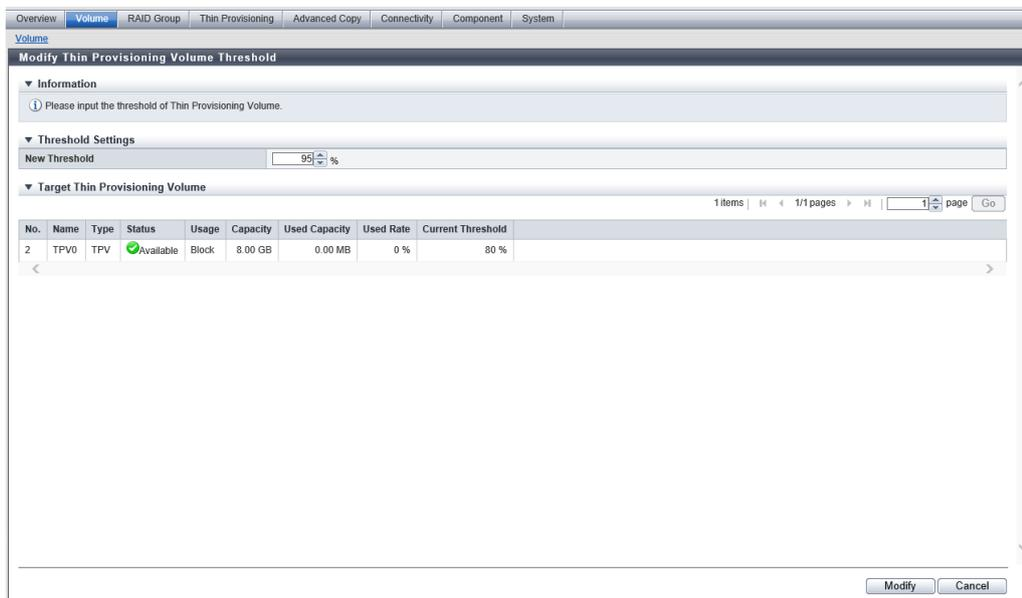 Overview Volume RAID Group Thin Provisioning Advanced Copy Connectivity Component System
Volume
Modify Thin Provisioning Volume Threshold
Information
Please input the threshold of Thin Provisioning Volume.
Threshold Settings
New Threshold 95 %
Target Thin Provisioning Volume
1 items | 1/1 pages | 1 page Go
No. Name Type Status Usage Capacity Used Capacity Used Rate Current Threshold
2 TPV0 TPV Available Block 8.00 GB 0.00 MB 0 % 80 %
Modify Cancel